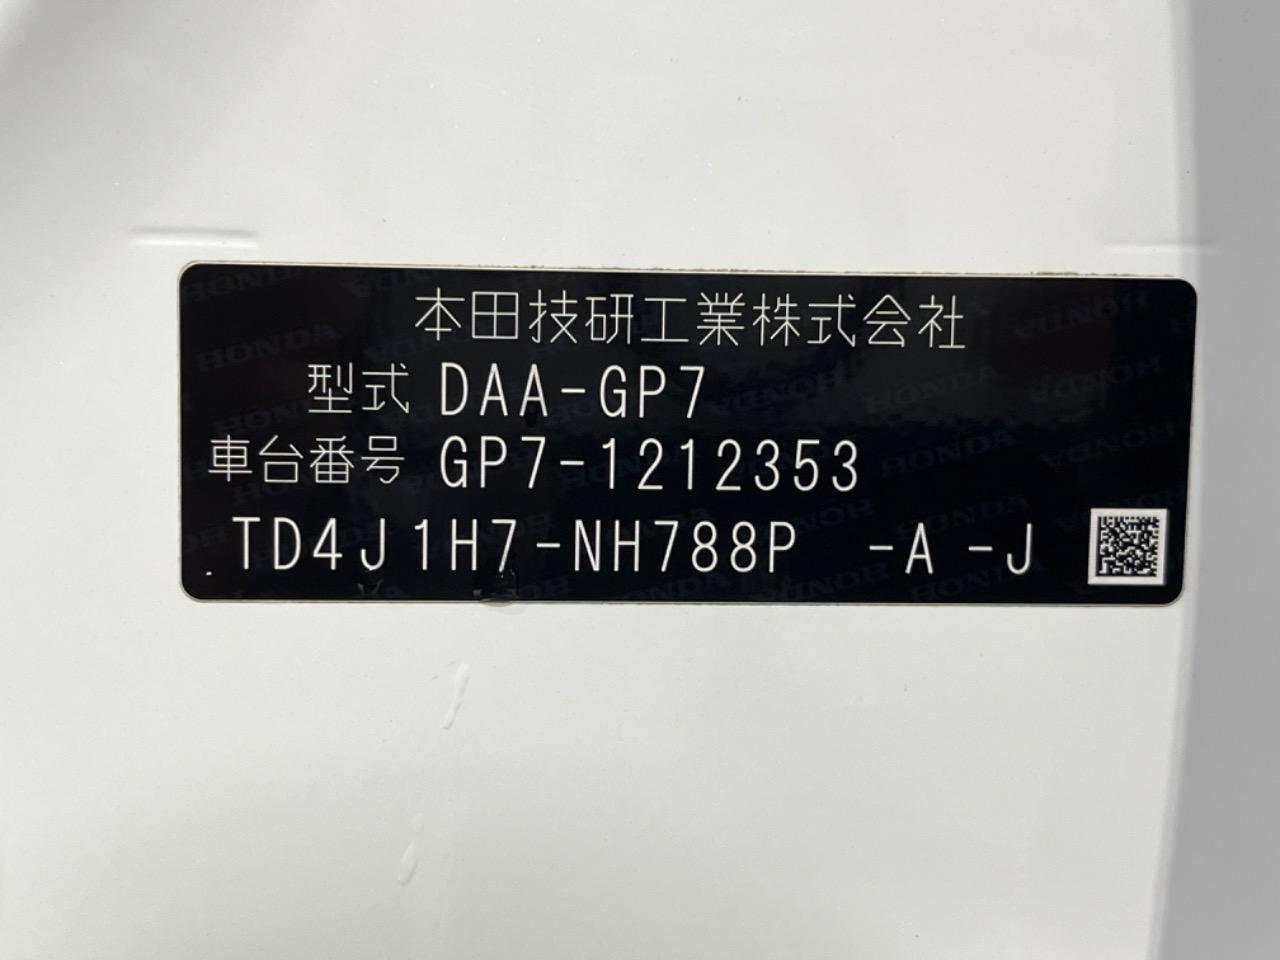 本田技研工業株式会社
型式 DAA-GP7
車台番号 GP7-1212353
TD4J1H7-NH788P -A -J